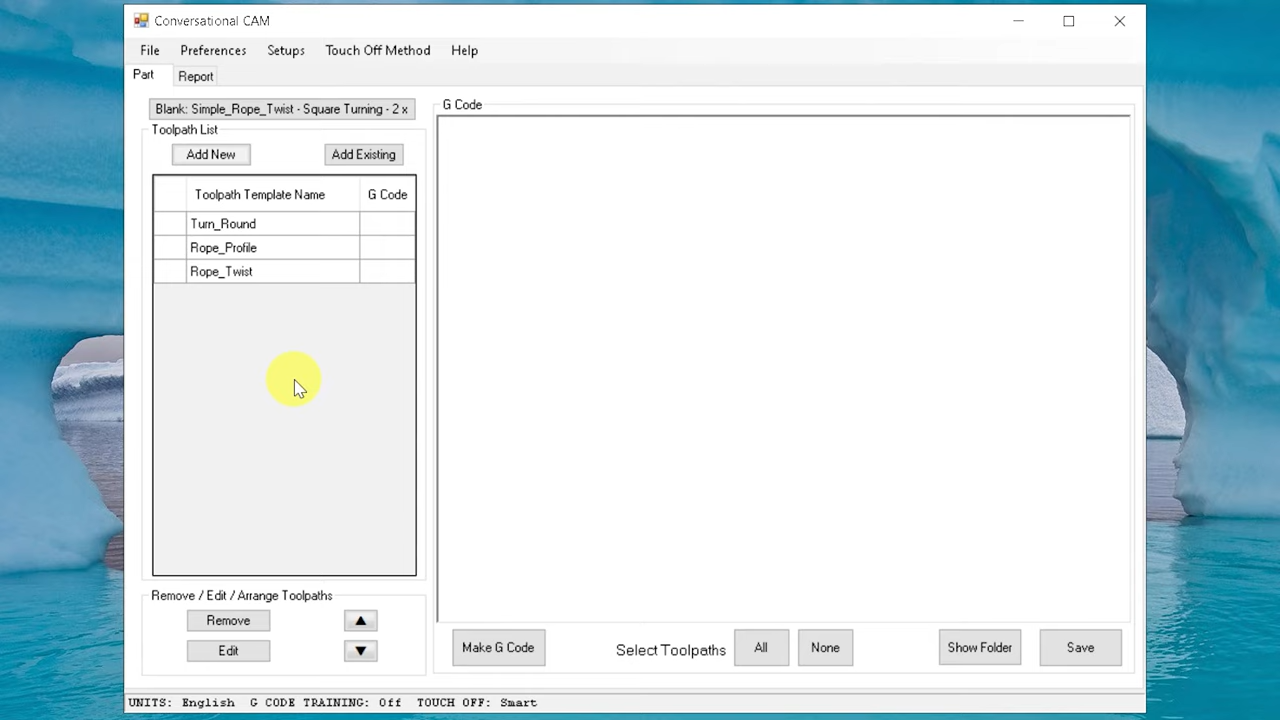 Conversational CAM
File Preferences Setups Touch Off Method Help
Part Report
Blank: Simple_Rope_Twist - Square Turning - 2 x
Toolpath List
Add New Add Existing
Toolpath Template Name G Code
Turn_Round
Rope_Profile
Rope_Twist
Remove / Edit / Arrange Toolpaths
Remove ▲
Edit ▼
G Code
Make G Code Select Toolpaths All None Show Folder Save
UNITS: English G CODE TRAINING: Off TOUCH OFF: Smart